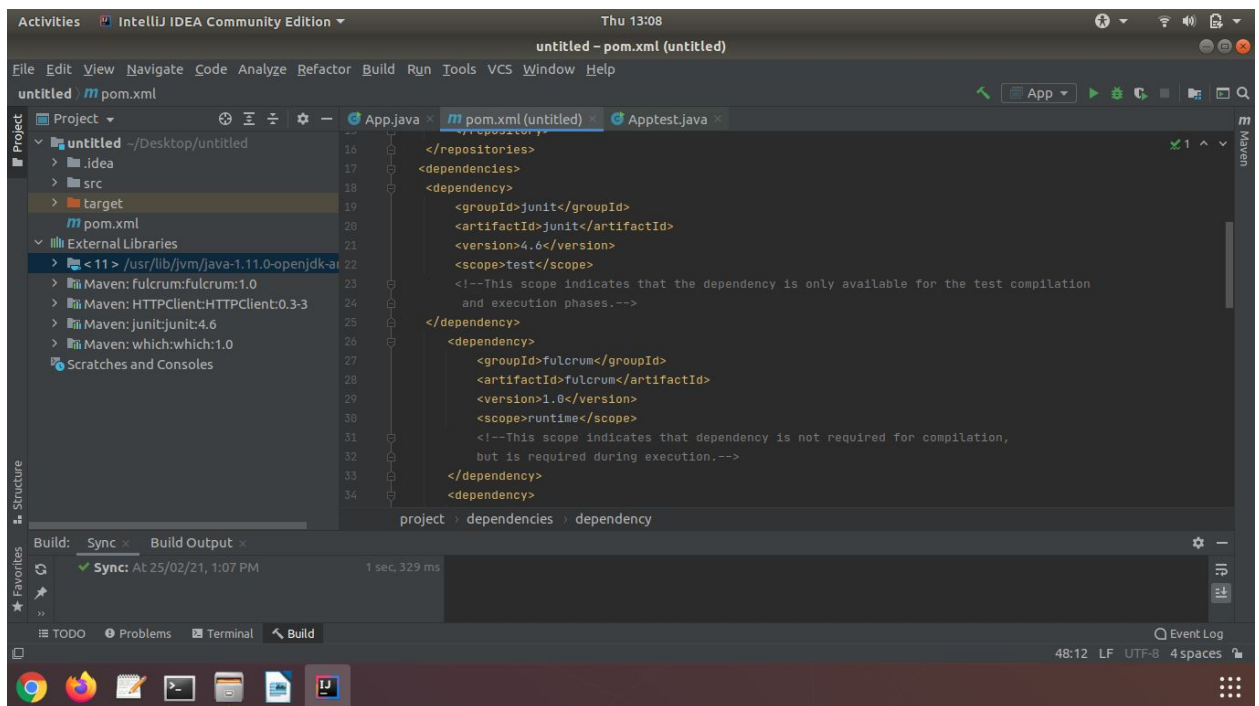 Activities IntelliJ IDEA Community Edition Thu 13:08
untitled – pom.xml (untitled)
File Edit View Navigate Code Analyze Refactor Build Run Tools VCS Window Help
untitled pom.xml App
Project App.java pom.xml (untitled) Apptest.java
Project
Maven
untitled ~/Desktop/untitled
.idea
src
target
pom.xml
External Libraries
< 11 > /usr/lib/jvm/java-1.11.0-openjdk-a
Maven: fulcrum:fulcrum:1.0
Maven: HTTPClient:HTTPClient:0.3-3
Maven: junit:junit:4.6
Maven: which:which:1.0
Scratches and Consoles
1
15 </repository>
16 </repositories>
17 <dependencies>
18 <dependency>
19 <groupId>junit</groupId>
20 <artifactId>junit</artifactId>
21 <version>4.6</version>
22 <scope>test</scope>
23 <!--This scope indicates that the dependency is only available for the test compilation
24 and execution phases.-->
25 </dependency>
26 <dependency>
27 <groupId>fulcrum</groupId>
28 <artifactId>fulcrum</artifactId>
29 <version>1.0</version>
30 <scope>runtime</scope>
31 <!--This scope indicates that dependency is not required for compilation,
32 but is required during execution.-->
33 </dependency>
34 <dependency>
project dependencies dependency
Structure
Favorites
Build: Sync Build Output
Sync: At 25/02/21, 1:07 PM 1 sec, 329 ms
TODO Problems Terminal Build Event Log
48:12 LF UTF-8 4 spaces